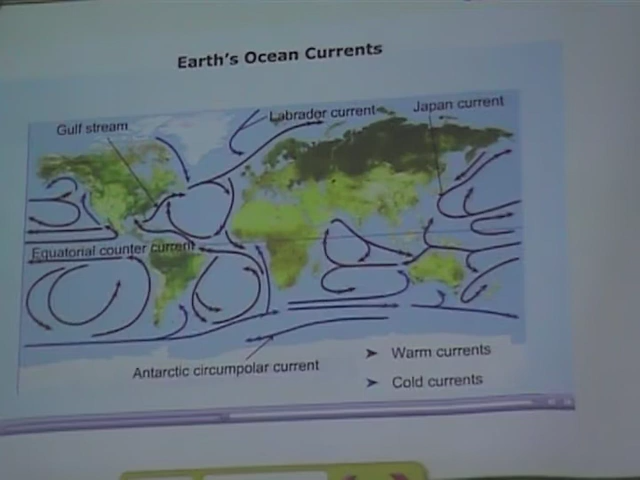 Earth's Ocean Currents
Gulf stream
Labrador current
Japan current
Equatorial counter current
Antarctic circumpolar current
Warm currents
Cold currents